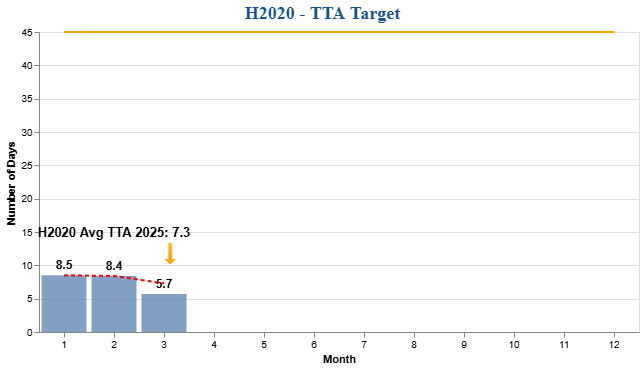 H2020 - TTA Target
45
40
35
30
25
20
15
10
5
0
Number of Days
H2020 Avg TTA 2025: 7.3
8.5 8.4 5.7
1 2 3 4 5 6 7 8 9 10 11 12
Month